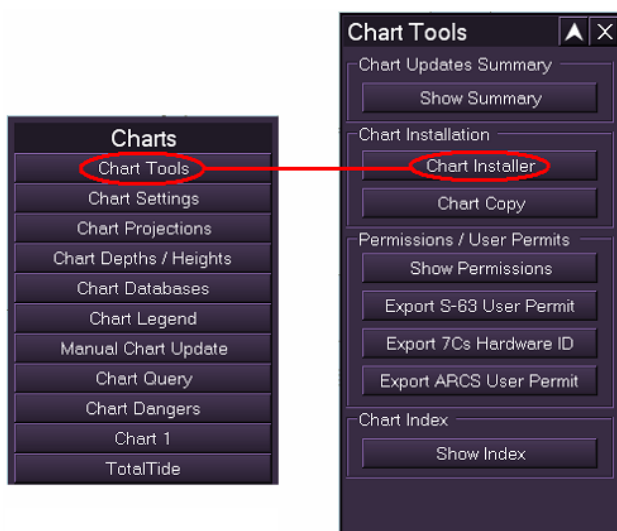 Charts
Chart Tools
Chart Settings
Chart Projections
Chart Depths / Heights
Chart Databases
Chart Legend
Manual Chart Update
Chart Query
Chart Dangers
Chart 1
TotalTide
Chart Tools
X
Chart Updates Summary
Show Summary
Chart Installation
Chart Installer
Chart Copy
Permissions / User Permits
Show Permissions
Export S-63 User Permit
Export 7Cs Hardware ID
Export ARCS User Permit
Chart Index
Show Index